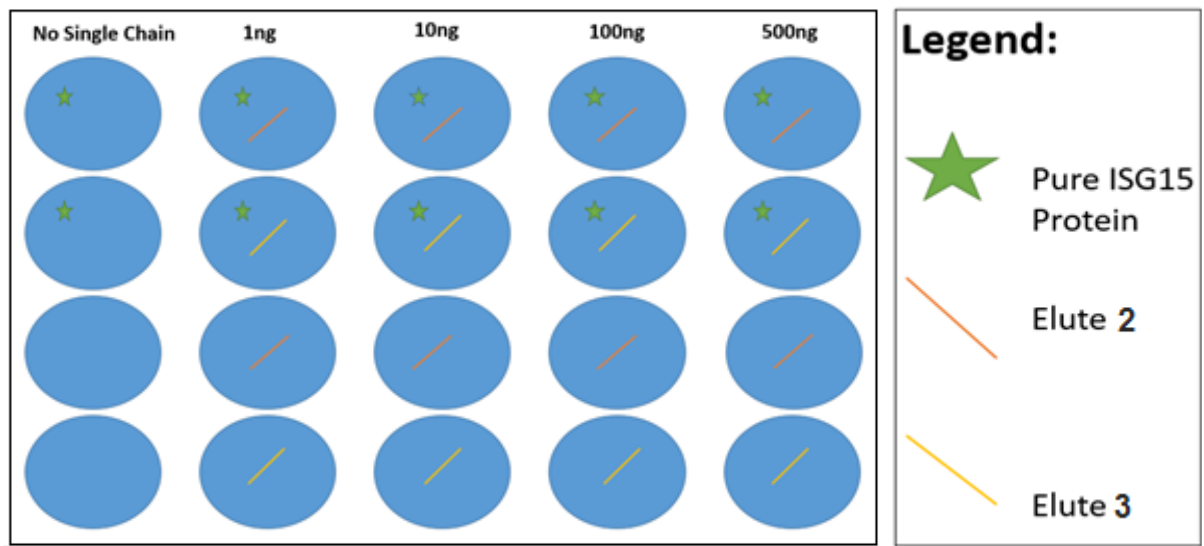 No Single Chain 1ng 10ng 100ng 500ng
Legend:
Pure ISG15
Protein
Elute 2
Elute 3